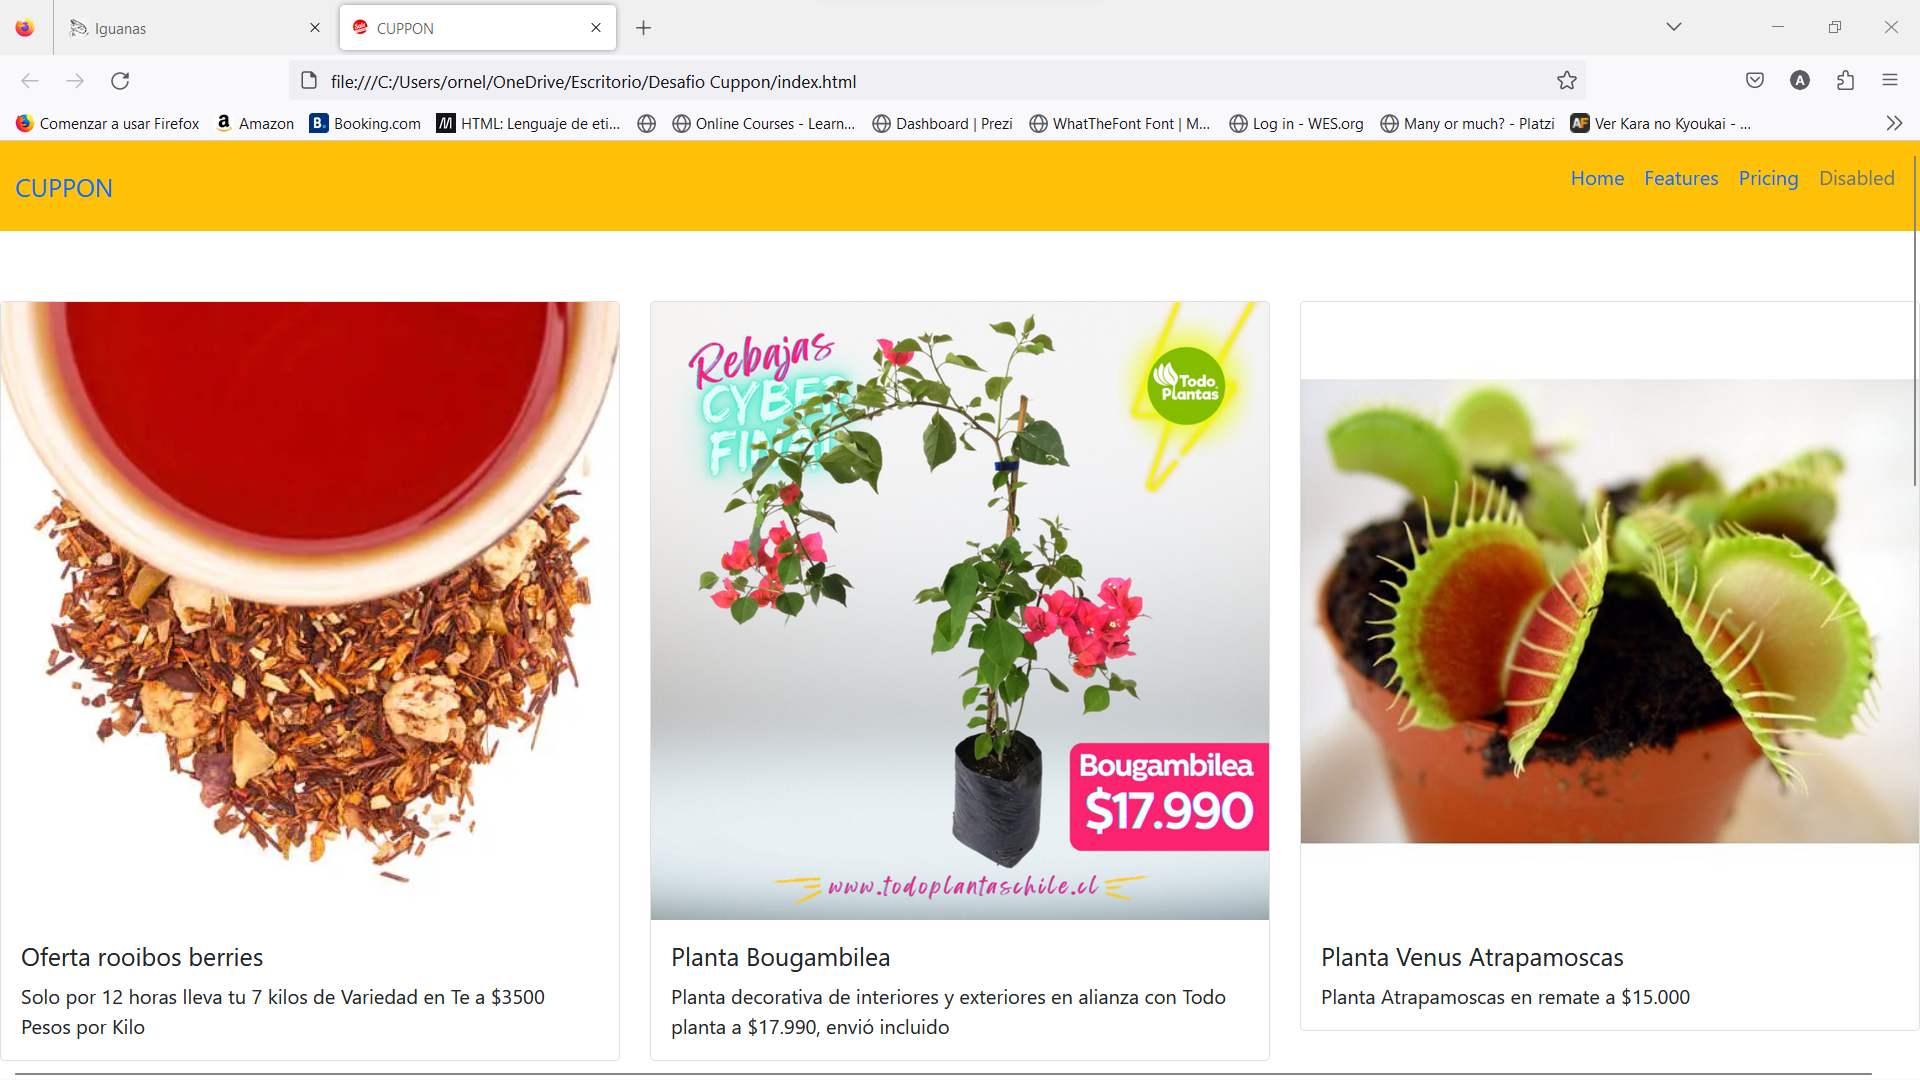 Iguanas
CUPPON
file:///C:/Users/ornel/OneDrive/Escritorio/Desafio Cuppon/index.html
A
Comenzar a usar Firefox
Amazon
Booking.com
HTML: Lenguaje de eti...
Online Courses - Learn...
Dashboard | Prezi
WhatTheFont Font | M...
Log in - WES.org
Many or much? - Platzi
Ver Kara no Kyoukai - ...
CUPPON
Home Features Pricing Disabled
Rebajas
CYBER
FINAL
Todo
Plantas
Bougambilea
$17.990
www.todoplantaschile.cl
Oferta rooibos berries
Solo por 12 horas lleva tu 7 kilos de Variedad en Te a $3500
Pesos por Kilo
Planta Bougambilea
Planta decorativa de interiores y exteriores en alianza con Todo
planta a $17.990, envió incluido
Planta Venus Atrapamoscas
Planta Atrapamoscas en remate a $15.000